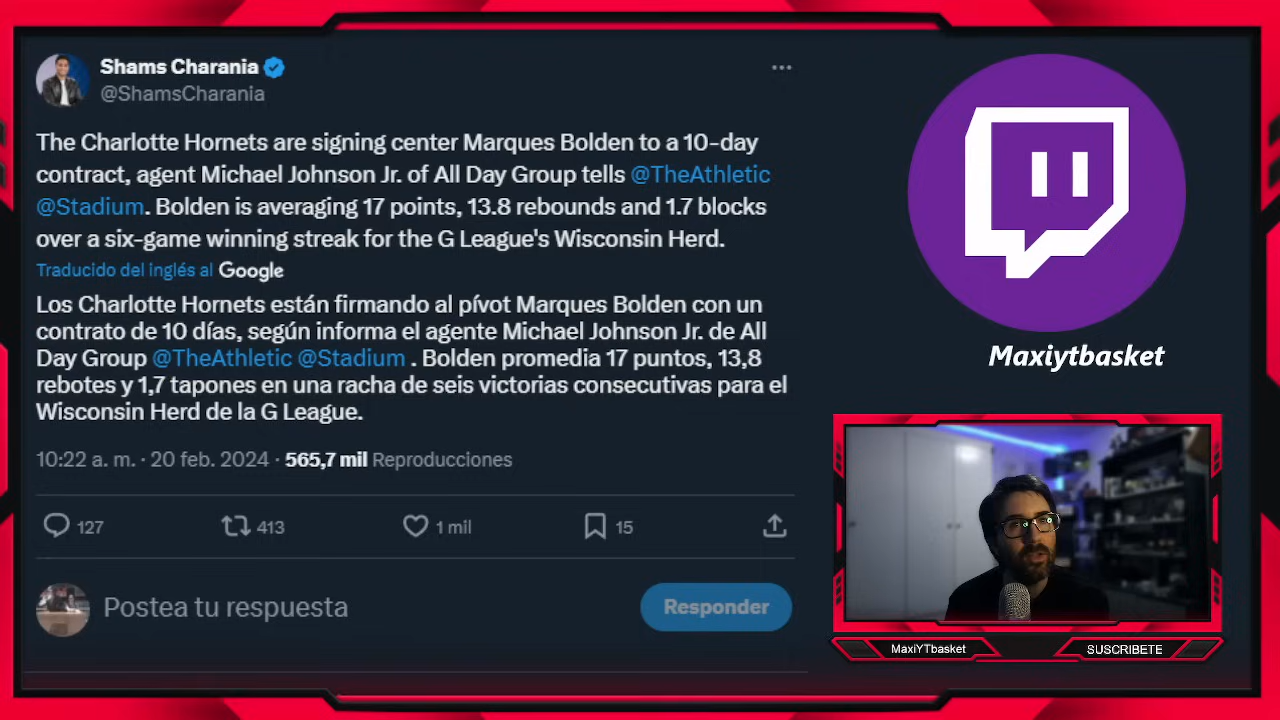 Shams Charania
@ShamsCharania
The Charlotte Hornets are signing center Marques Bolden to a 10-day
contract, agent Michael Johnson Jr. of All Day Group tells @TheAthletic
@Stadium. Bolden is averaging 17 points, 13.8 rebounds and 1.7 blocks
over a six-game winning streak for the G League's Wisconsin Herd.
Traducido del inglés al Google
Los Charlotte Hornets están firmando al pívot Marques Bolden con un
contrato de 10 días, según informa el agente Michael Johnson Jr. de All
Day Group @TheAthletic @Stadium . Bolden promedia 17 puntos, 13,8
rebotes y 1,7 tapones en una racha de seis victorias consecutivas para el
Wisconsin Herd de la G League.
10:22 a. m. · 20 feb. 2024 · 565,7 mil Reproducciones
127 413 1 mil 15
Postea tu respuesta
Responder
Maxiytbasket
MaxiYTbasket
SUSCRIBETE